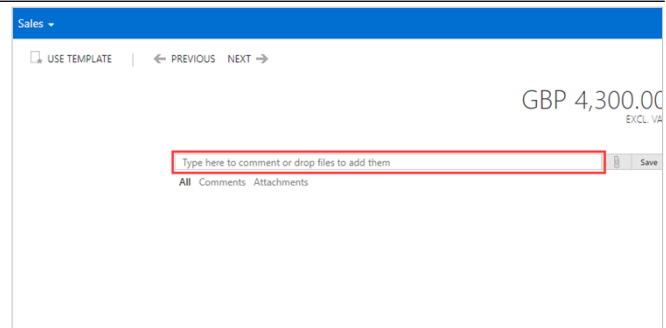 Sales
USE TEMPLATE PREVIOUS NEXT
GBP 4,300.00
EXCL. VA
Type here to comment or drop files to add them Save
All Comments Attachments